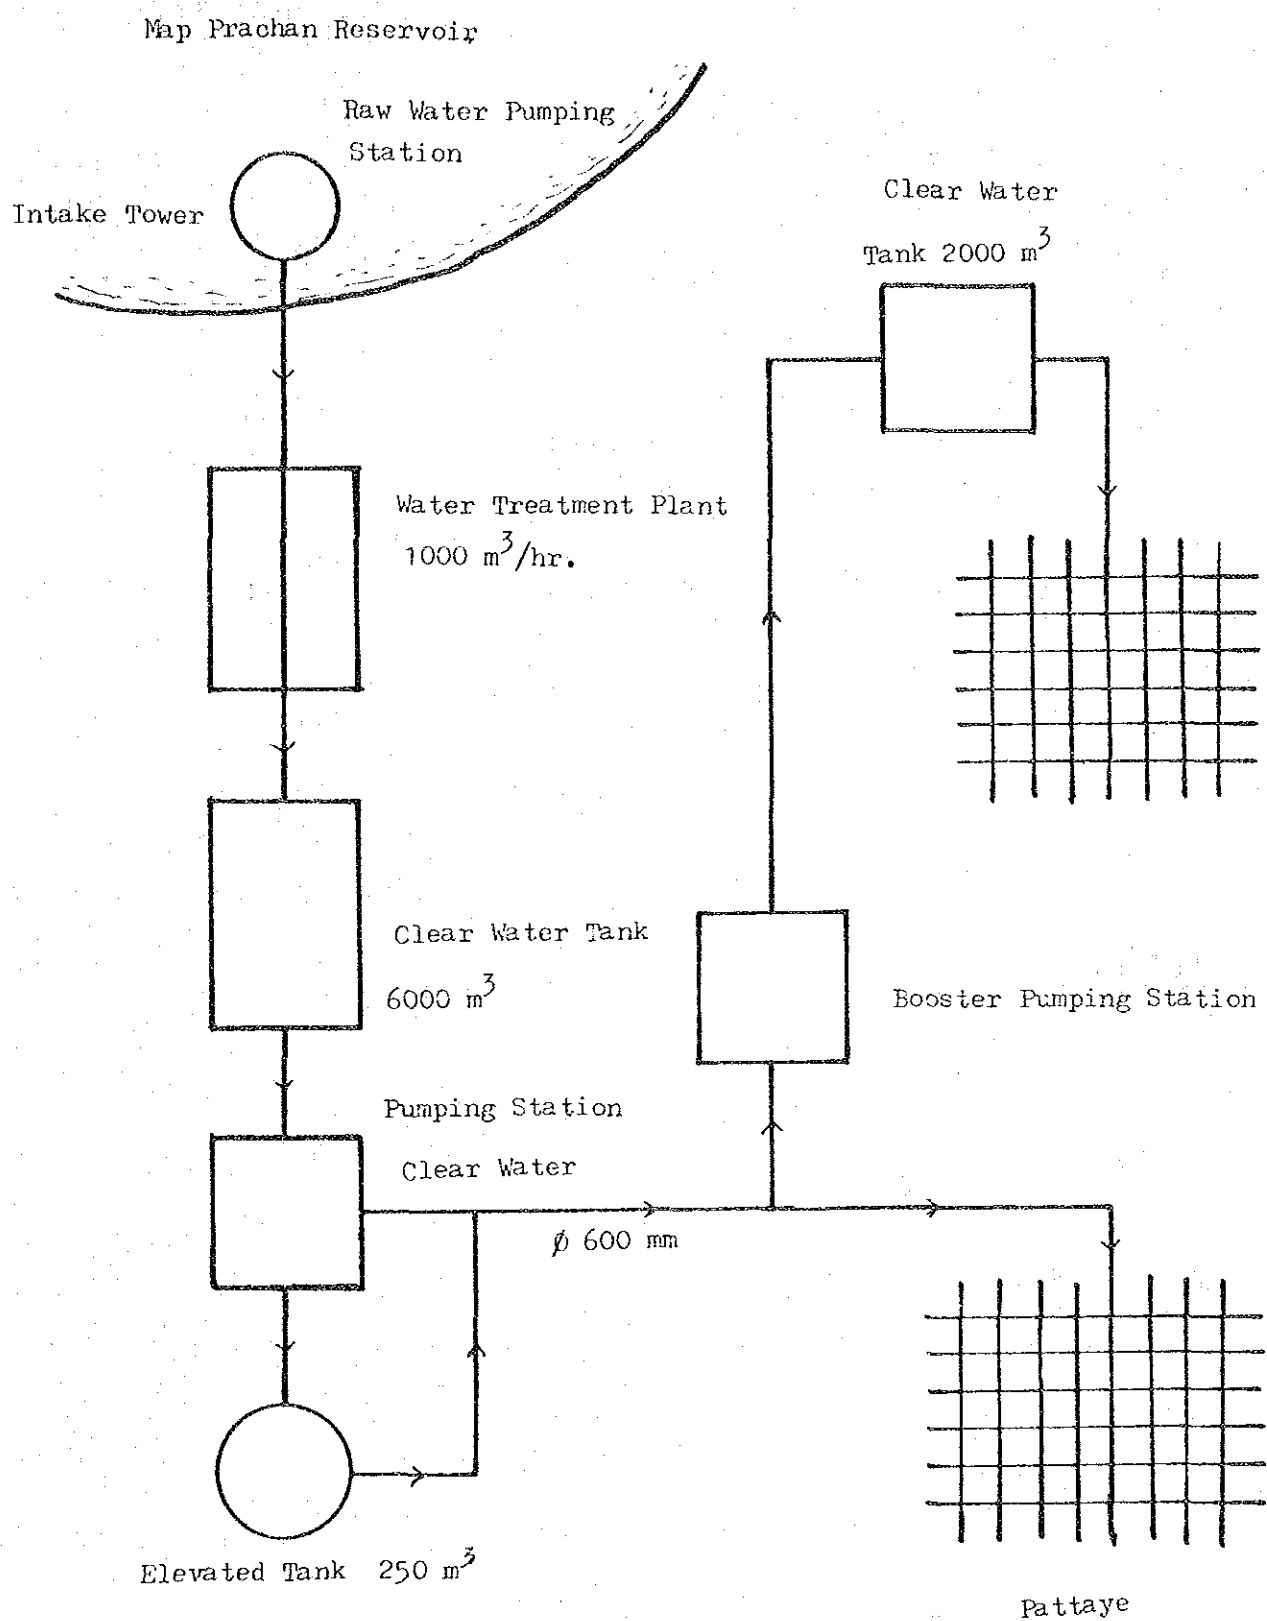 Map Prachan Reservoir
Raw Water Pumping
Station
Intake Tower
Clear Water
Tank 2000 m³
Water Treatment Plant
1000 m³/hr.
Clear Water Tank
6000 m³
Booster Pumping Station
Pumping Station
Clear Water
ø 600 mm
Elevated Tank 250 m³
Pattaye